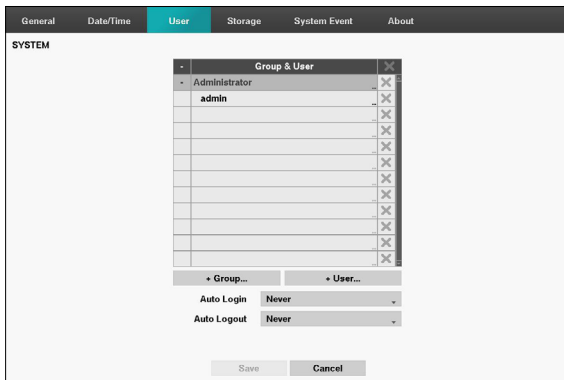 General Date/Time User Storage System Event About
SYSTEM
- Group & User
- Administrator ...
admin ...
+ Group... + User...
Auto Login Never
Auto Logout Never
Save Cancel